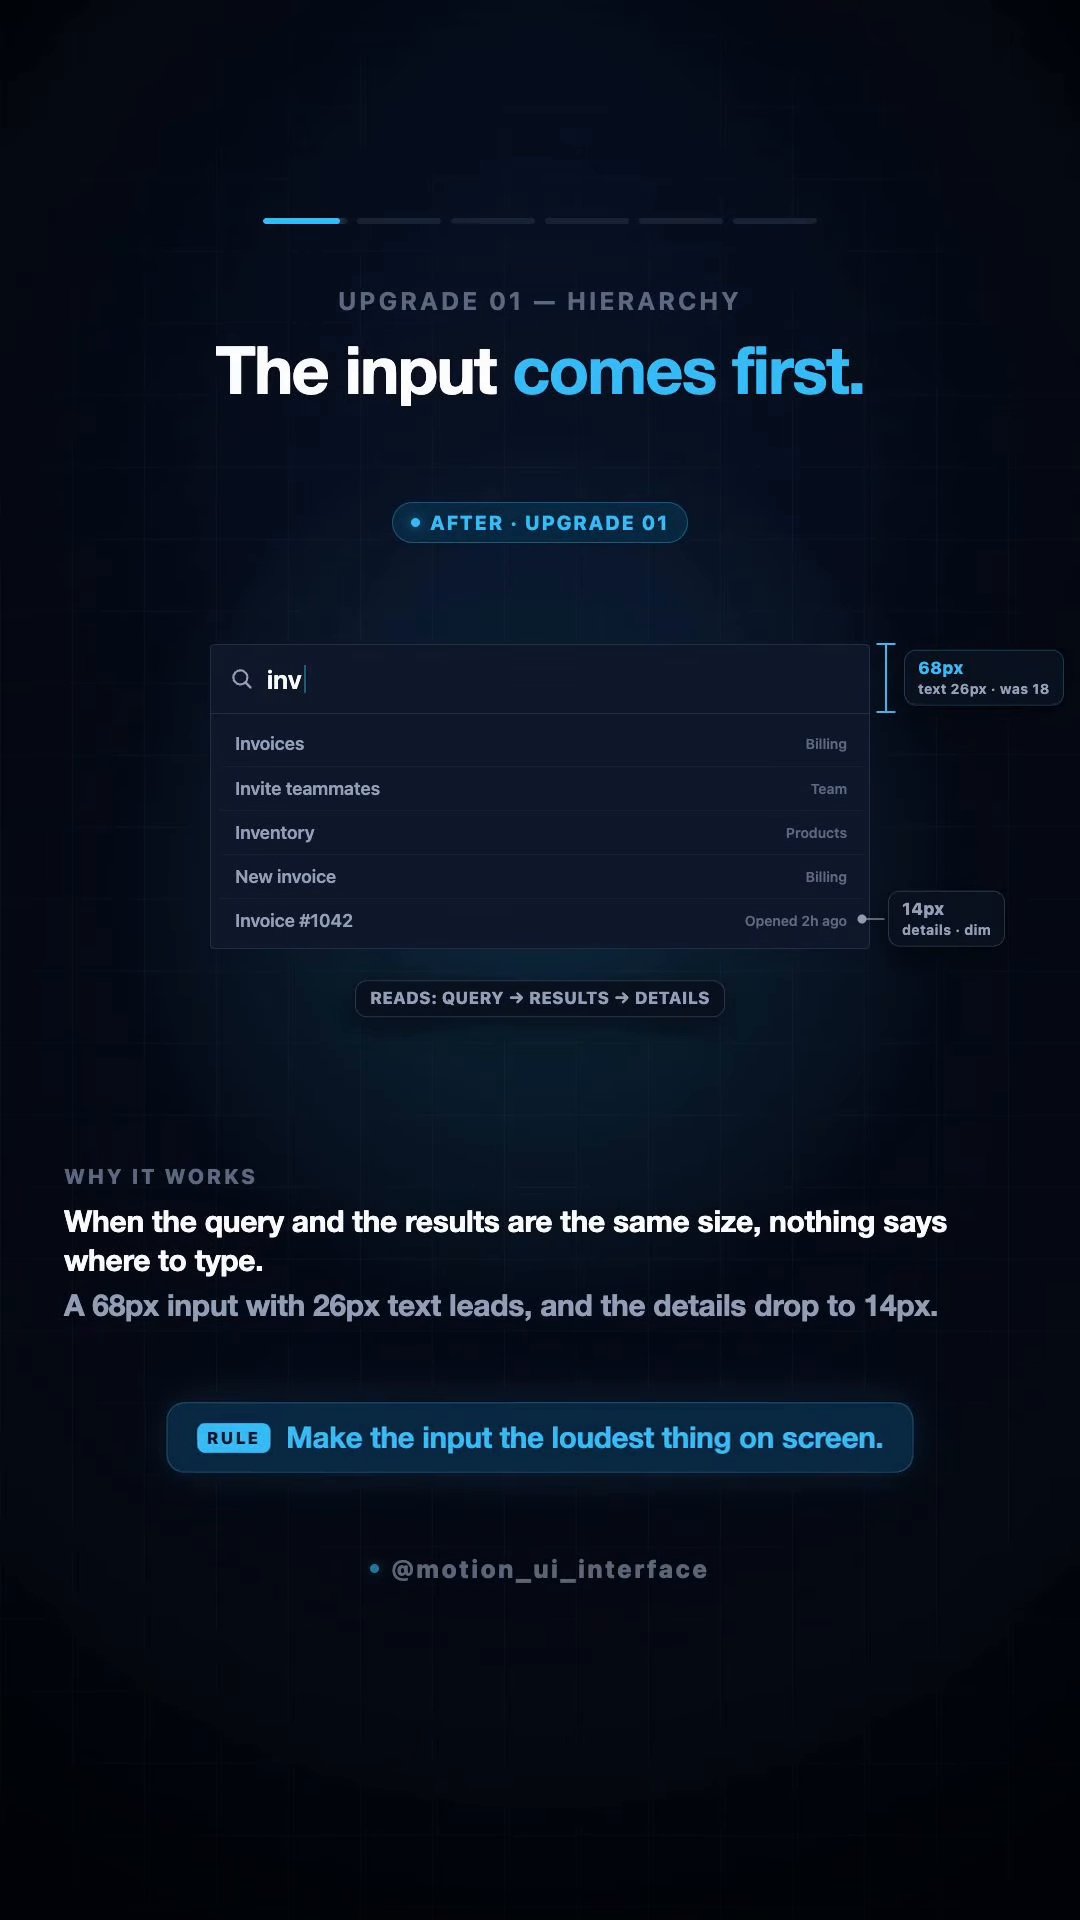 UPGRADE 01 — HIERARCHY
The input comes first.
AFTER · UPGRADE 01
inv
68px
text 26px · was 18
Invoices Billing
Invite teammates Team
Inventory Products
New invoice Billing
Invoice #1042 Opened 2h ago
14px
details · dim
READS: QUERY → RESULTS → DETAILS
WHY IT WORKS
When the query and the results are the same size, nothing says
where to type.
A 68px input with 26px text leads, and the details drop to 14px.
RULE Make the input the loudest thing on screen.
@motion_ui_interface